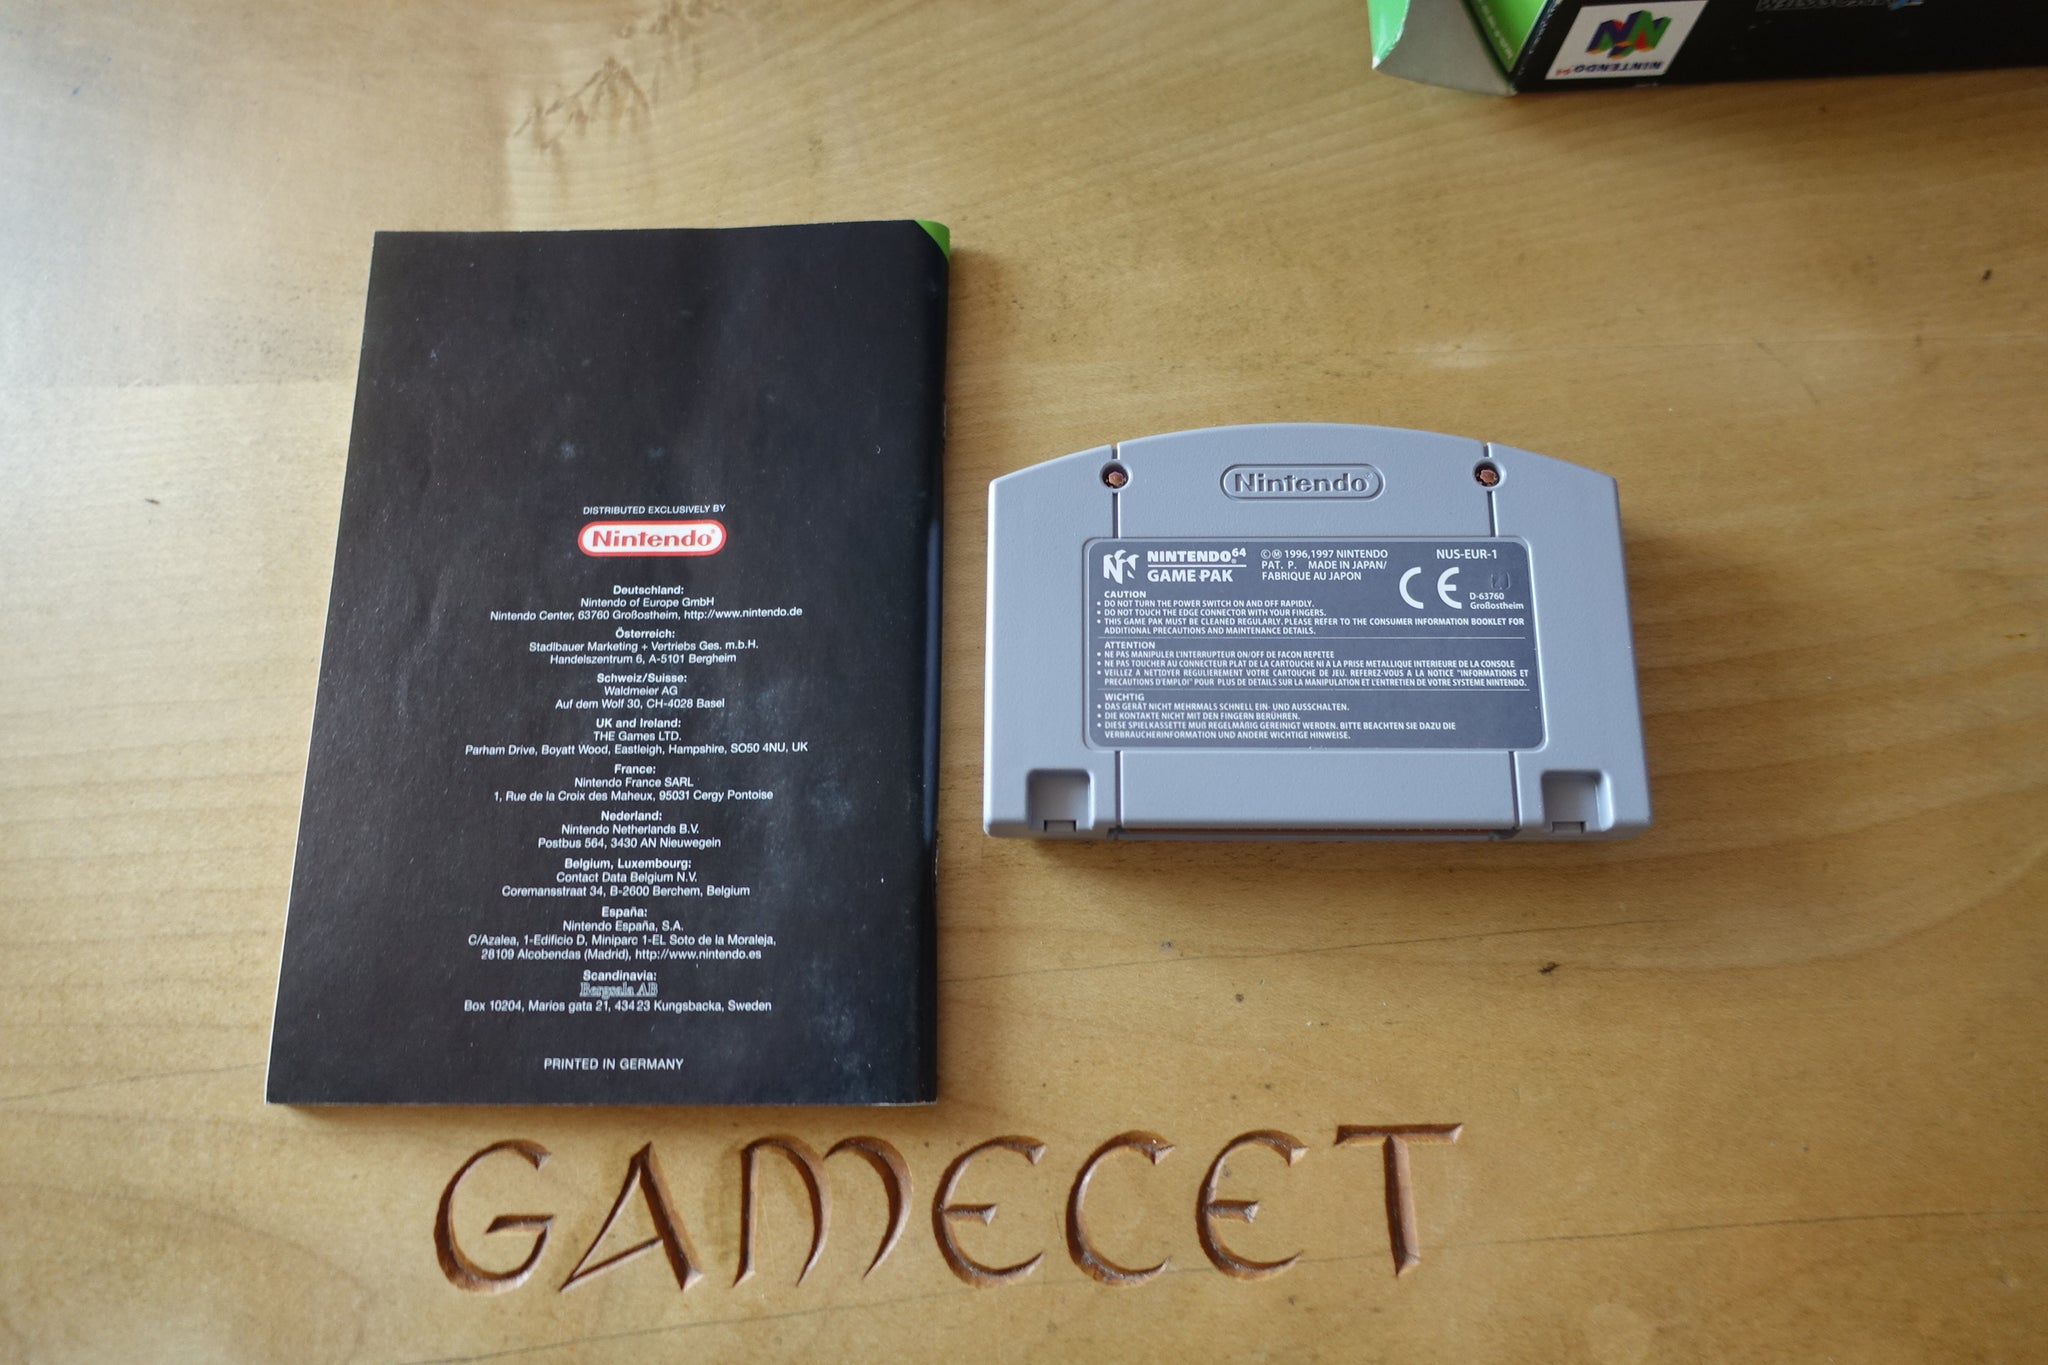 NINTENDO 64
DISTRIBUTED EXCLUSIVELY BY
Nintendo
Deutschland:
Nintendo of Europe GmbH
Nintendo Center, 63760 Großostheim, http://www.nintendo.de
Österreich:
Stadlbauer Marketing + Vertriebs Ges. m.b.H.
Handelszentrum 6, A-5101 Bergheim
Schweiz/Suisse:
Waldmeier AG
Auf dem Wolf 30, CH-4028 Basel
UK and Ireland:
THE Games LTD.
Parham Drive, Boyatt Wood, Eastleigh, Hampshire, SO50 4NU, UK
France:
Nintendo France SARL
1, Rue de la Croix des Maheux, 95031 Cergy Pontoise
Nederland:
Nintendo Netherlands B.V.
Postbus 564, 3430 AN Nieuwegein
Belgium, Luxembourg:
Contact Data Belgium N.V.
Coremansstraat 34, B-2600 Berchem, Belgium
España:
Nintendo España, S.A.
C/Azalea, 1-Edificio D, Miniparc 1-EL Soto de la Moraleja,
28109 Alcobendas (Madrid), http://www.nintendo.es
Scandinavia:
Bergsala AB
Box 10204, Marios gata 21, 434 23 Kungsbacka, Sweden
PRINTED IN GERMANY
Nintendo®
NINTENDO®64
GAME PAK
©Ⓜ 1996,1997 NINTENDO
PAT. P. MADE IN JAPAN/
FABRIQUE AU JAPON
NUS-EUR-1
CE
D-63760
Großostheim
CAUTION
• DO NOT TURN THE POWER SWITCH ON AND OFF RAPIDLY.
• DO NOT TOUCH THE EDGE CONNECTOR WITH YOUR FINGERS.
• THIS GAME PAK MUST BE CLEANED REGULARLY. PLEASE REFER TO THE CONSUMER INFORMATION BOOKLET FOR
ADDITIONAL PRECAUTIONS AND MAINTENANCE DETAILS.
ATTENTION
• NE PAS MANIPULER L'INTERRUPTEUR ON/OFF DE FACON REPETEE
• NE PAS TOUCHER AU CONNECTEUR PLAT DE LA CARTOUCHE NI A LA PRISE METALLIQUE INTERIEURE DE LA CONSOLE
• VEILLEZ A NETTOYER REGULIEREMENT VOTRE CARTOUCHE DE JEU. REFEREZ-VOUS A LA NOTICE "INFORMATIONS ET
PRECAUTIONS D'EMPLOI" POUR PLUS DE DETAILS SUR LA MANIPULATION ET L'ENTRETIEN DE VOTRE SYSTEME NINTENDO.
WICHTIG
• DAS GERÄT NICHT MEHRMALS SCHNELL EIN- UND AUSSCHALTEN.
• DIE KONTAKTE NICHT MIT DEN FINGERN BERÜHREN.
• DIESE SPIELKASSETTE MUß REGELMÄßIG GEREINIGT WERDEN. BITTE BEACHTEN SIE DAZU DIE
VERBRAUCHERINFORMATION UND ANDERE WICHTIGE HINWEISE.
GAMECET